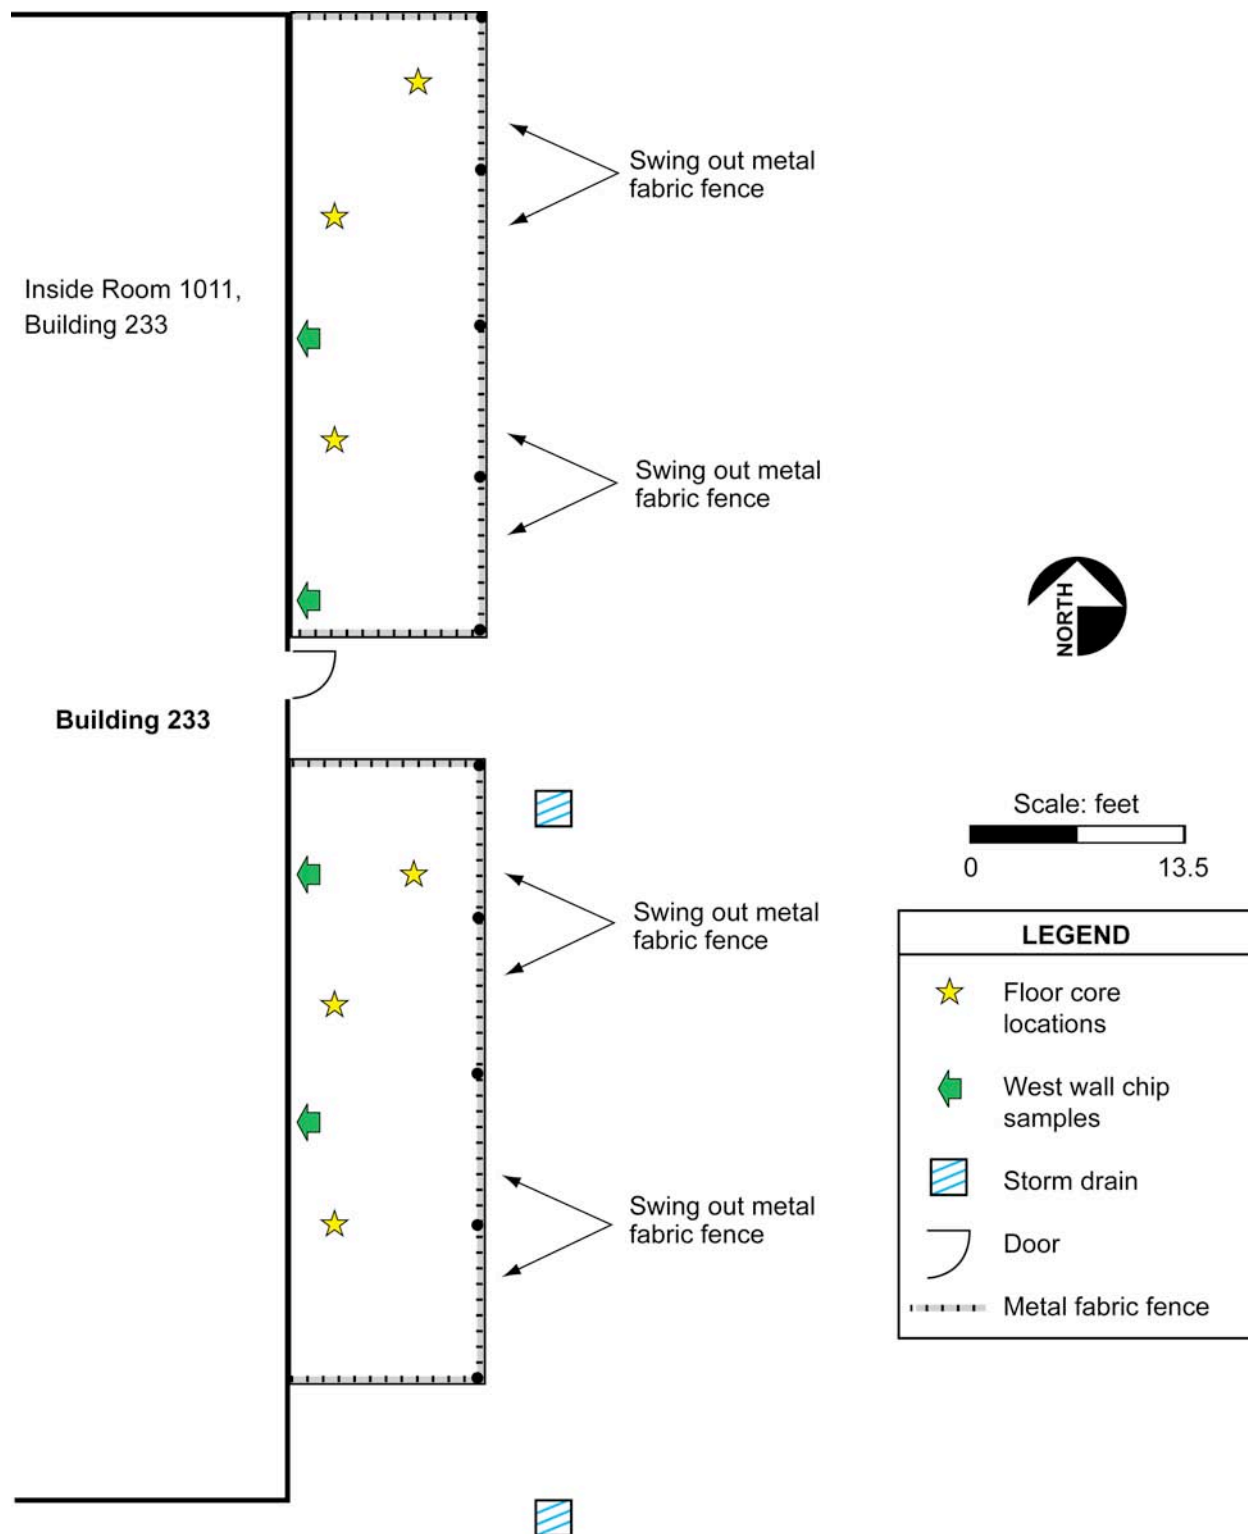 Swing out metal
fabric fence
Inside Room 1011,
Building 233
Swing out metal
fabric fence
NORTH
Building 233
Scale: feet
0 13.5
Swing out metal
fabric fence
LEGEND
Floor core
locations
West wall chip
samples
Storm drain
Door
Metal fabric fence
Swing out metal
fabric fence